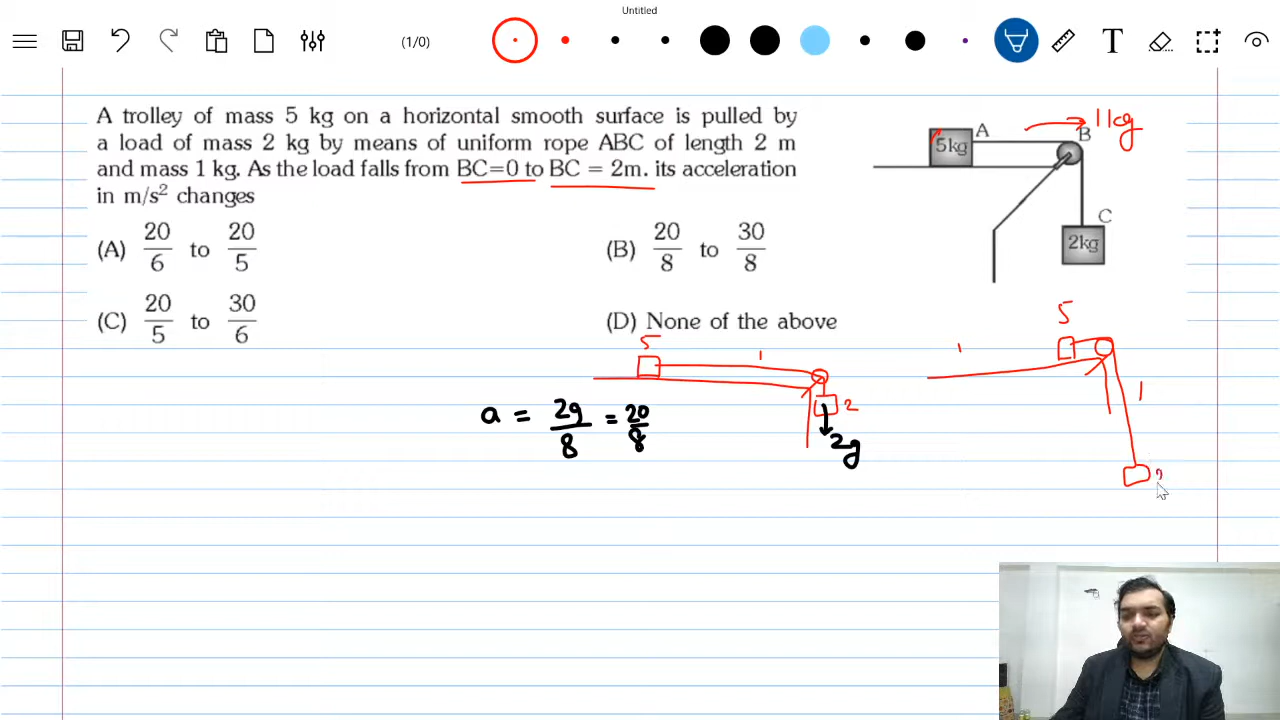 Untitled
(1/0)
T
A trolley of mass 5 kg on a horizontal smooth surface is pulled by
a load of mass 2 kg by means of uniform rope ABC of length 2 m
and mass 1 kg. As the load falls from BC=0 to BC = 2m. its acceleration
in m/s² changes
(A) 20/6 to 20/5
(B) 20/8 to 30/8
(C) 20/5 to 30/6
(D) None of the above
5kg A B 1kg
C
2kg
5 1
2
2g
a = 2g/8 = 20/8
5
1
1